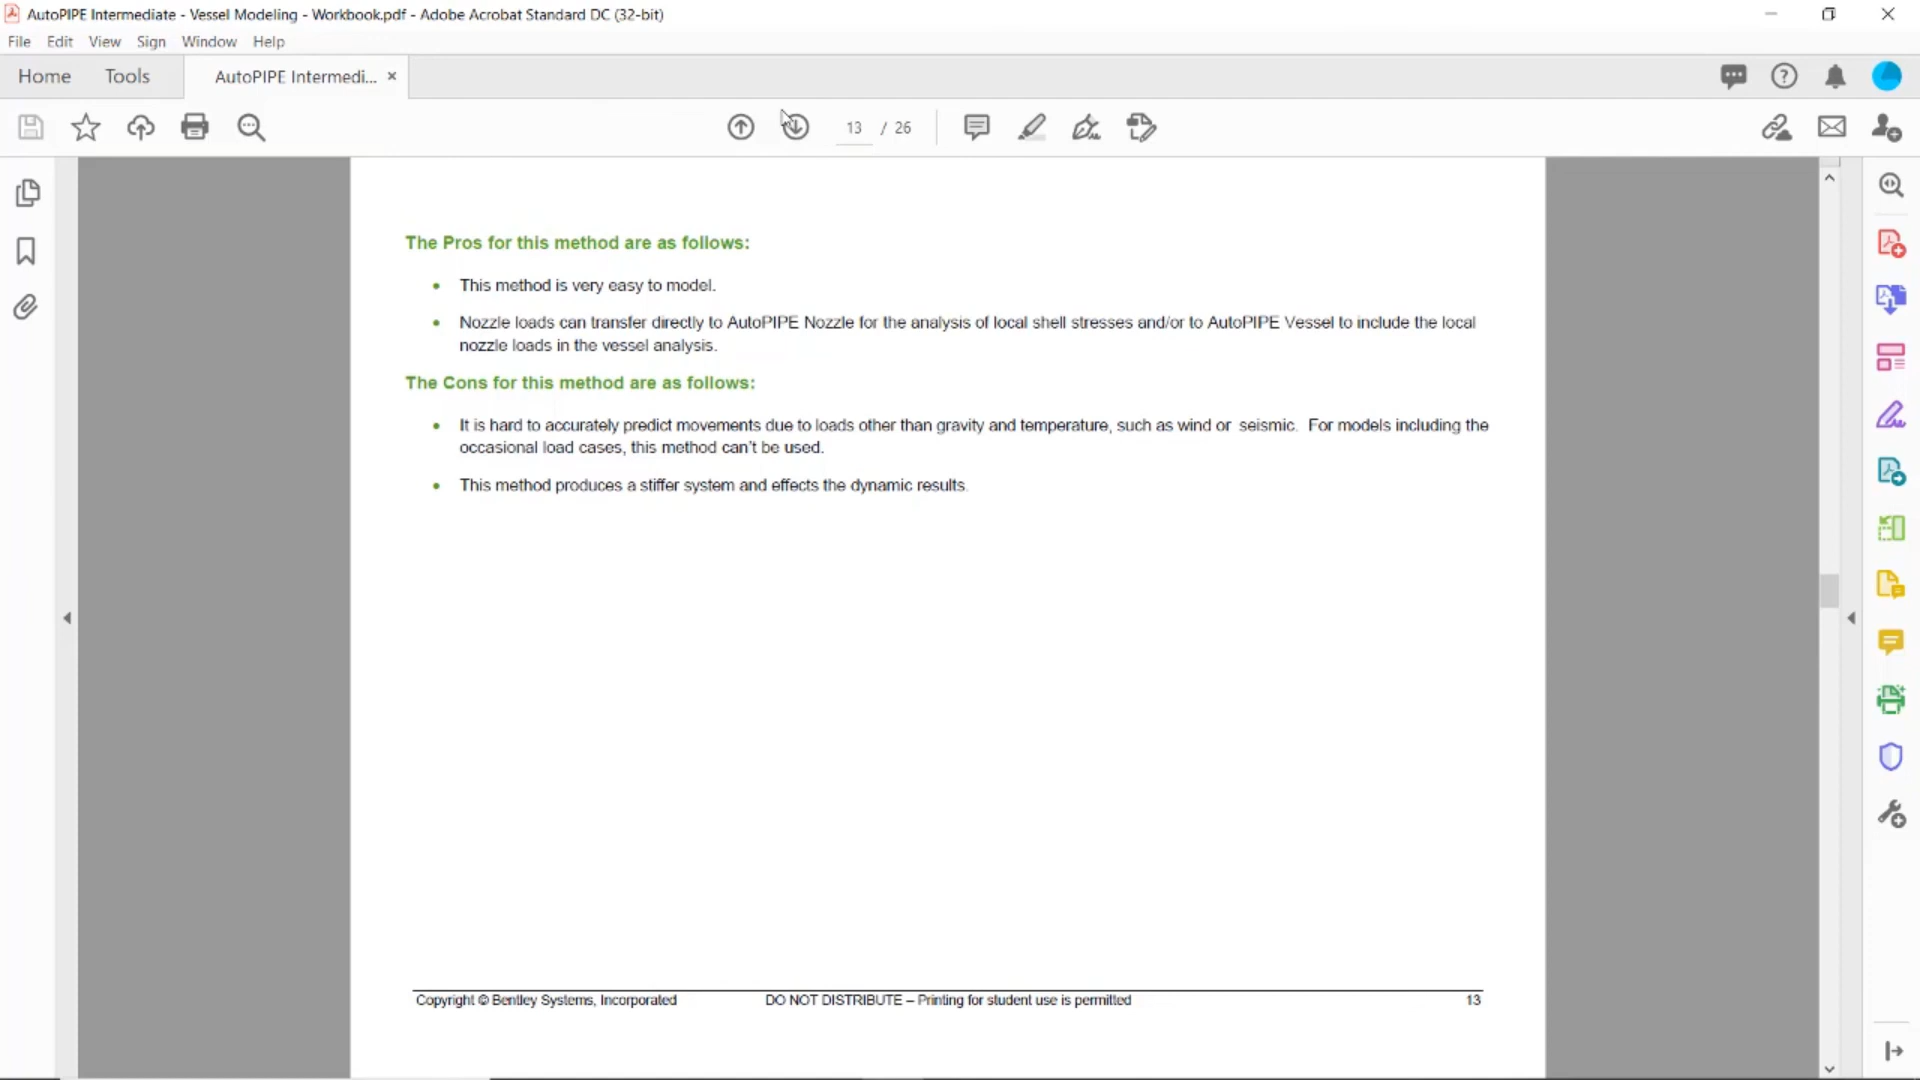 AutoPIPE Intermediate - Vessel Modeling - Workbook.pdf - Adobe Acrobat Standard DC (32-bit)
File Edit View Sign Window Help
Home Tools AutoPIPE Intermedi... ×
13 / 26
The Pros for this method are as follows:
• This method is very easy to model.
• Nozzle loads can transfer directly to AutoPIPE Nozzle for the analysis of local shell stresses and/or to AutoPIPE Vessel to include the local
nozzle loads in the vessel analysis.
The Cons for this method are as follows:
• It is hard to accurately predict movements due to loads other than gravity and temperature, such as wind or seismic. For models including the
occasional load cases, this method can't be used.
• This method produces a stiffer system and effects the dynamic results.
Copyright © Bentley Systems, Incorporated DO NOT DISTRIBUTE – Printing for student use is permitted 13